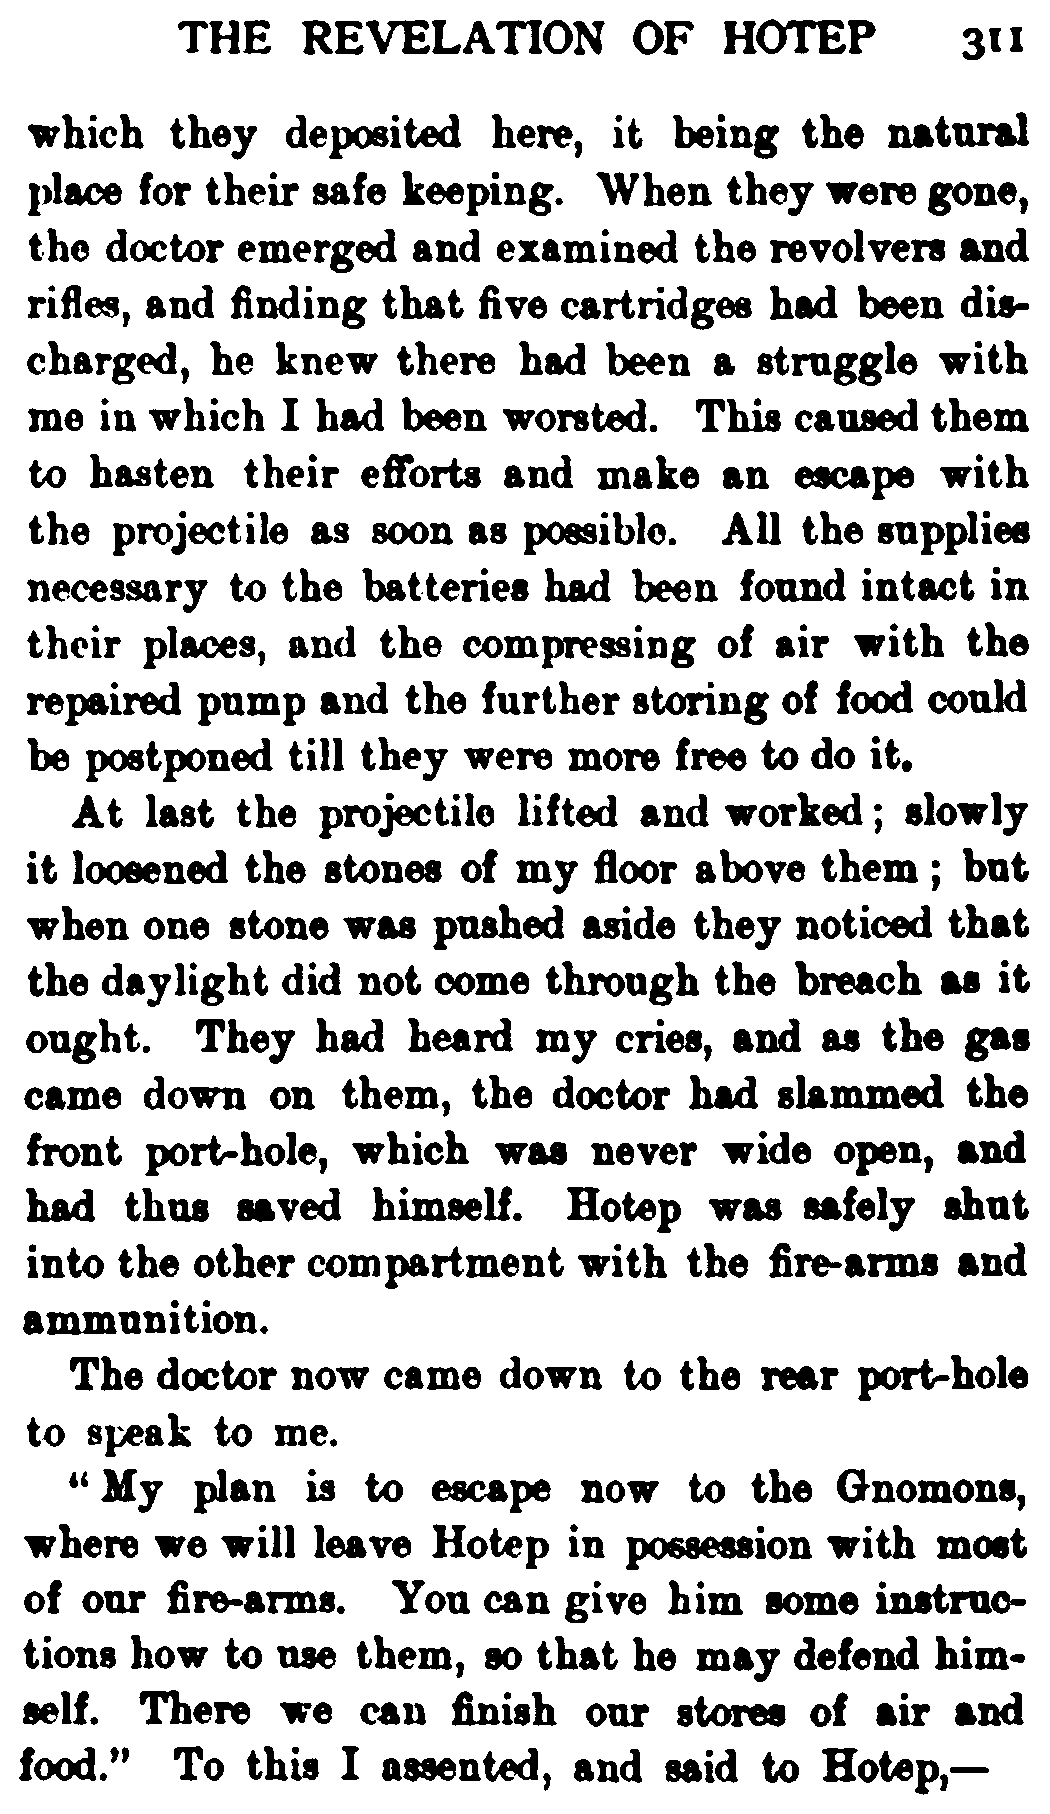 THE REVELATION OF HOTEP 311
which they deposited here, it being the natural
place for their safe keeping. When they were gone,
the doctor emerged and examined the revolvers and
rifles, and finding that five cartridges had been dis-
charged, he knew there had been a struggle with
me in which I had been worsted. This caused them
to hasten their efforts and make an escape with
the projectile as soon as possible. All the supplies
necessary to the batteries had been found intact in
their places, and the compressing of air with the
repaired pump and the further storing of food could
be postponed till they were more free to do it.
At last the projectile lifted and worked; slowly
it loosened the stones of my floor above them; but
when one stone was pushed aside they noticed that
the daylight did not come through the breach as it
ought. They had heard my cries, and as the gas
came down on them, the doctor had slammed the
front port-hole, which was never wide open, and
had thus saved himself. Hotep was safely shut
into the other compartment with the fire-arms and
ammunition.
The doctor now came down to the rear port-hole
to speak to me.
"My plan is to escape now to the Gnomons,
where we will leave Hotep in possession with most
of our fire-arms. You can give him some instruc-
tions how to use them, so that he may defend him-
self. There we can finish our stores of air and
food." To this I assented, and said to Hotep,—